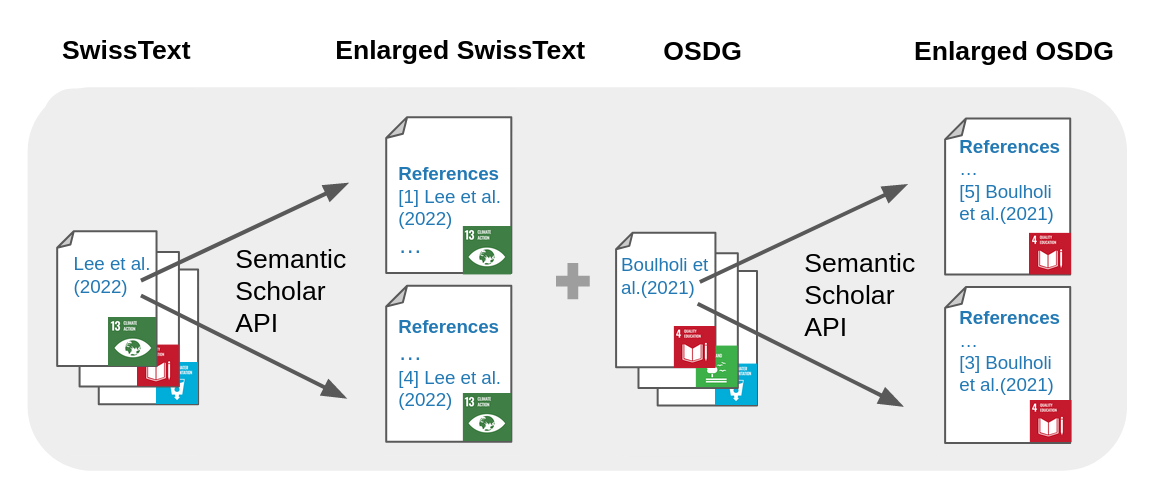 SwissText
Enlarged SwissText
OSDG
Enlarged OSDG
Lee et al.
(2022)
13 CLIMATE
ACTION
Semantic
Scholar
API
References
[1] Lee et al.
(2022)
...
13 CLIMATE
ACTION
References
...
[4] Lee et al.
(2022)
13 CLIMATE
ACTION
Boulholi et
al.(2021)
4 QUALITY
EDUCATION
Semantic
Scholar
API
References
...
[5] Boulholi
et al.(2021)
4 QUALITY
EDUCATION
References
...
[3] Boulholi
et al.(2021)
4 QUALITY
EDUCATION